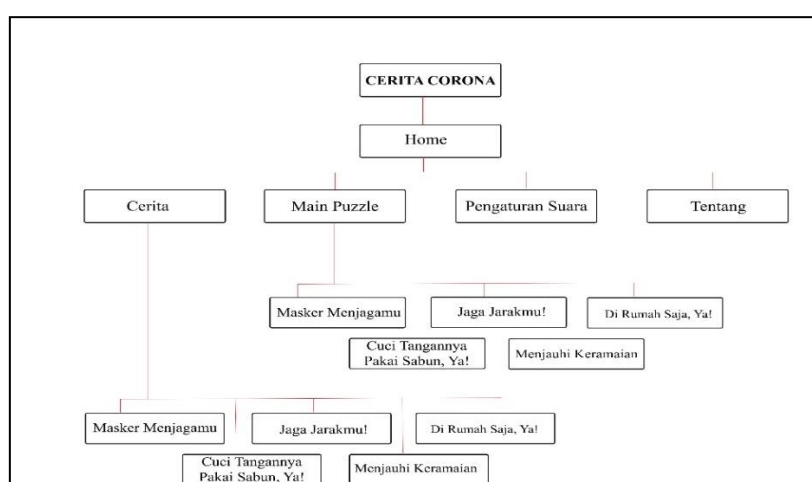 CERITA CORONA
Home
Cerita
Main Puzzle
Pengaturan Suara
Tentang
Masker Menjagamu
Jaga Jarakmu!
Di Rumah Saja, Ya!
Cuci Tangannya
Pakai Sabun, Ya!
Menjauhi Keramaian
Masker Menjagamu
Jaga Jarakmu!
Di Rumah Saja, Ya!
Cuci Tangannya
Pakai Sabun, Ya!
Menjauhi Keramaian